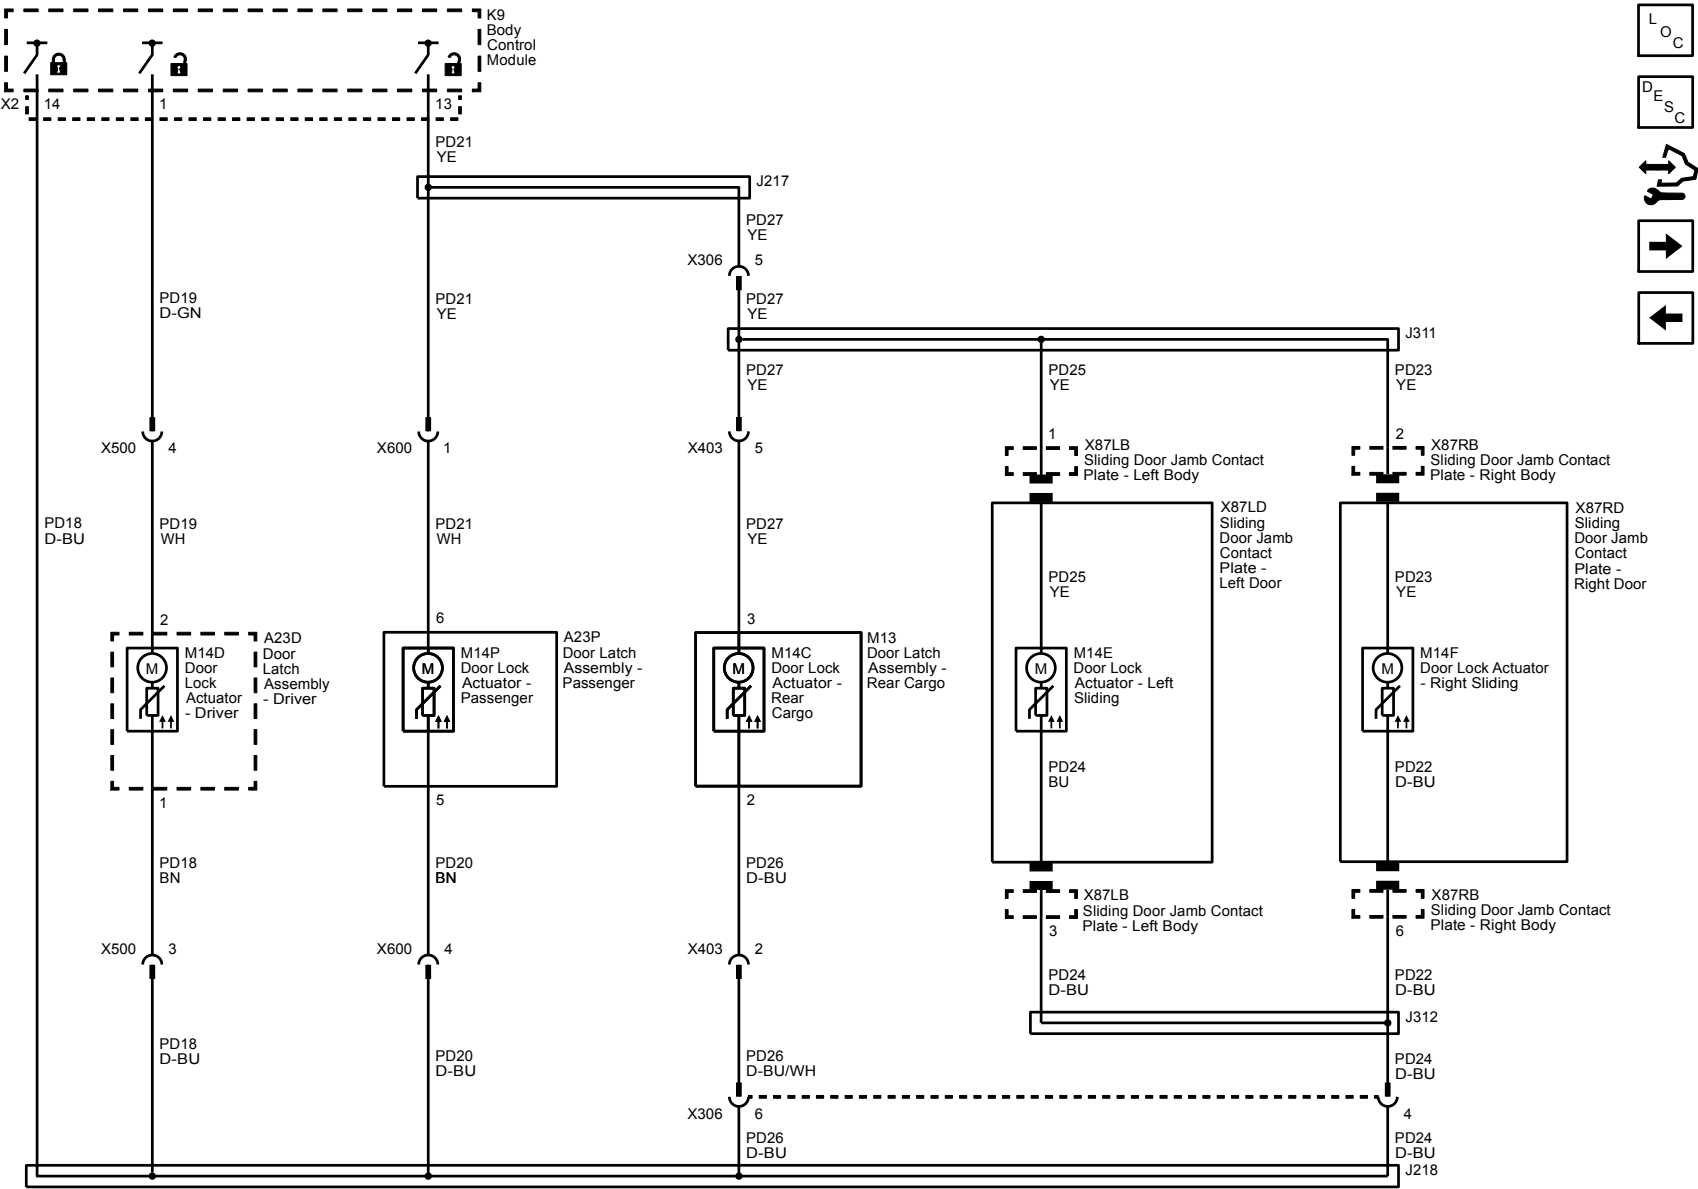 K9
Body
Control
Module
L
O
C
X2
14
1
13
D
E
S
C
PD21
YE
J217
PD27
YE
X306
5
PD19
D-GN
PD21
YE
PD27
YE
J311
PD27
YE
PD25
YE
PD23
YE
X500
4
X600
1
X403
5
1
X87LB
Sliding Door Jamb Contact
Plate - Left Body
2
X87RB
Sliding Door Jamb Contact
Plate - Right Body
X87LD
Sliding
Door Jamb
Contact
Plate -
Left Door
X87RD
Sliding
Door Jamb
Contact
Plate -
Right Door
PD18
D-BU
PD19
WH
PD21
WH
PD27
YE
PD25
YE
PD23
YE
2
6
3
M
M14D
Door
Lock
Actuator
- Driver
A23D
Door
Latch
Assembly
- Driver
M
M14P
Door Lock
Actuator -
Passenger
A23P
Door Latch
Assembly -
Passenger
M
M14C
Door Lock
Actuator -
Rear
Cargo
M13
Door Latch
Assembly -
Rear Cargo
M
M14E
Door Lock
Actuator - Left
Sliding
M
M14F
Door Lock Actuator
- Right Sliding
PD24
BU
PD22
D-BU
1
5
2
PD18
BN
PD20
BN
PD26
D-BU
X87LB
Sliding Door Jamb Contact
Plate - Left Body
3
X87RB
Sliding Door Jamb Contact
Plate - Right Body
6
X500
3
X600
4
X403
2
PD24
D-BU
PD22
D-BU
J312
PD18
D-BU
PD20
D-BU
PD26
D-BU/WH
PD24
D-BU
X306
6
4
PD26
D-BU
PD24
D-BU
J218